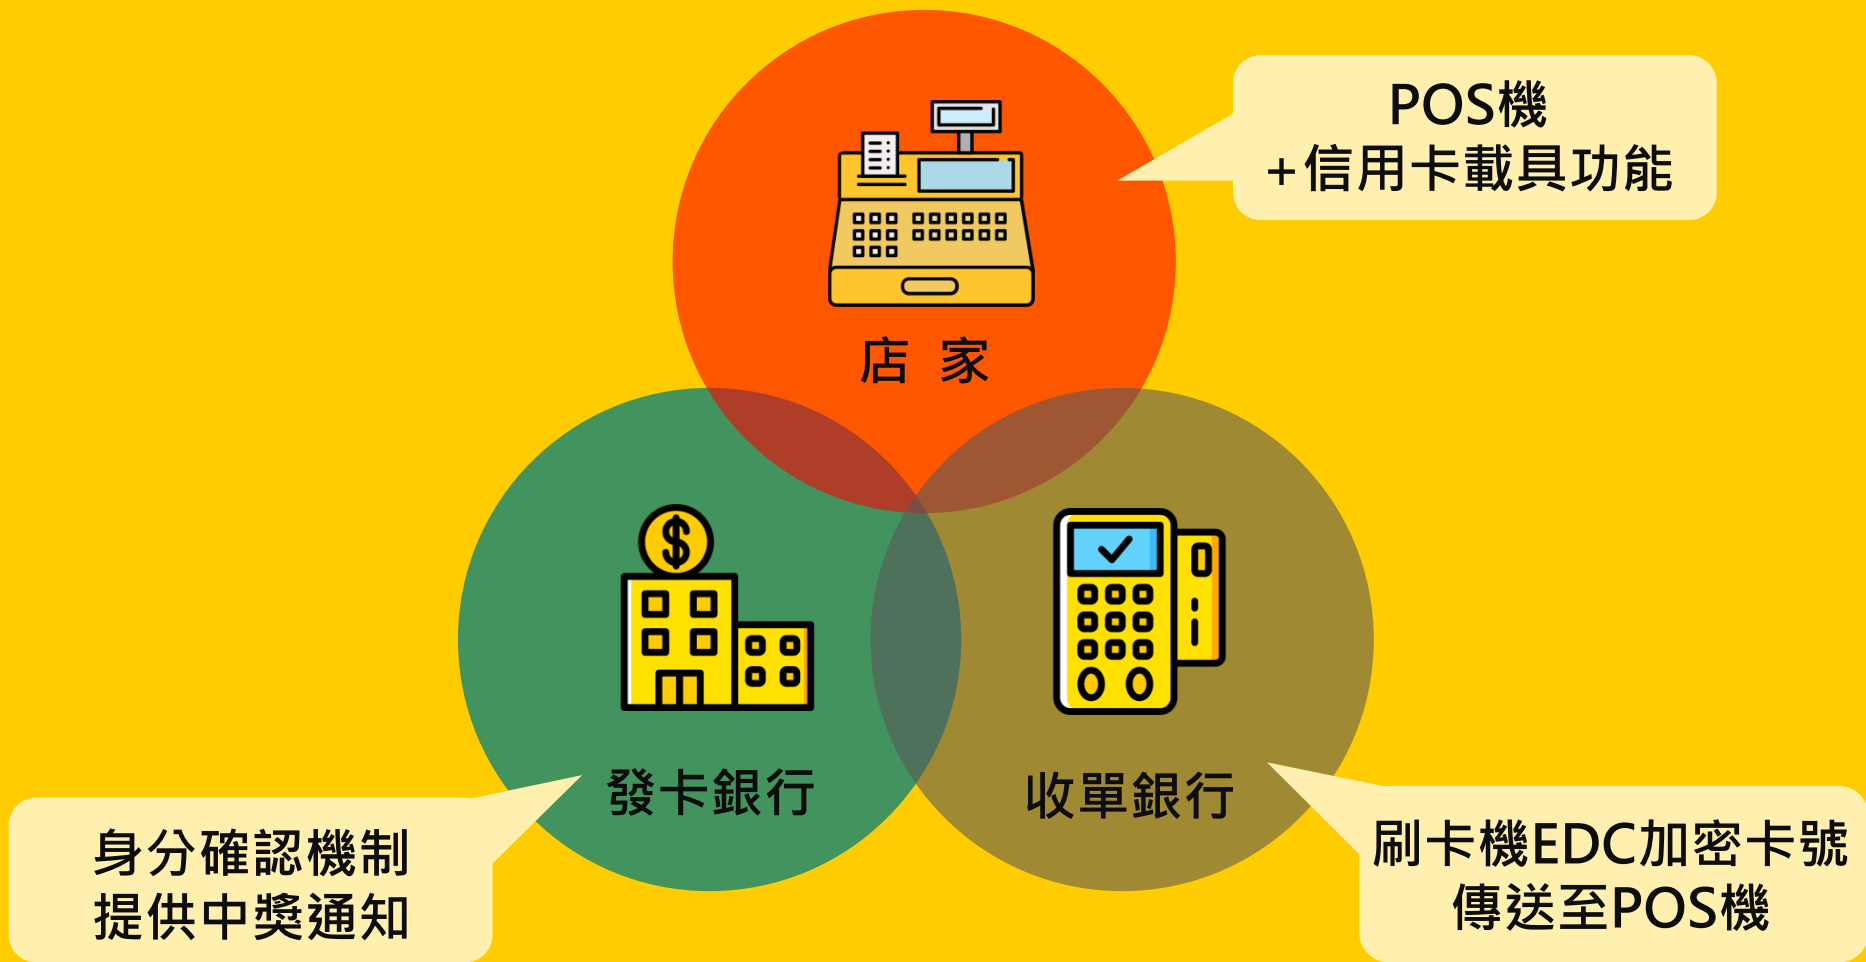 POS機
+信用卡載具功能
店 家
發卡銀行
收單銀行
身分確認機制
提供中獎通知
刷卡機EDC加密卡號
傳送至POS機